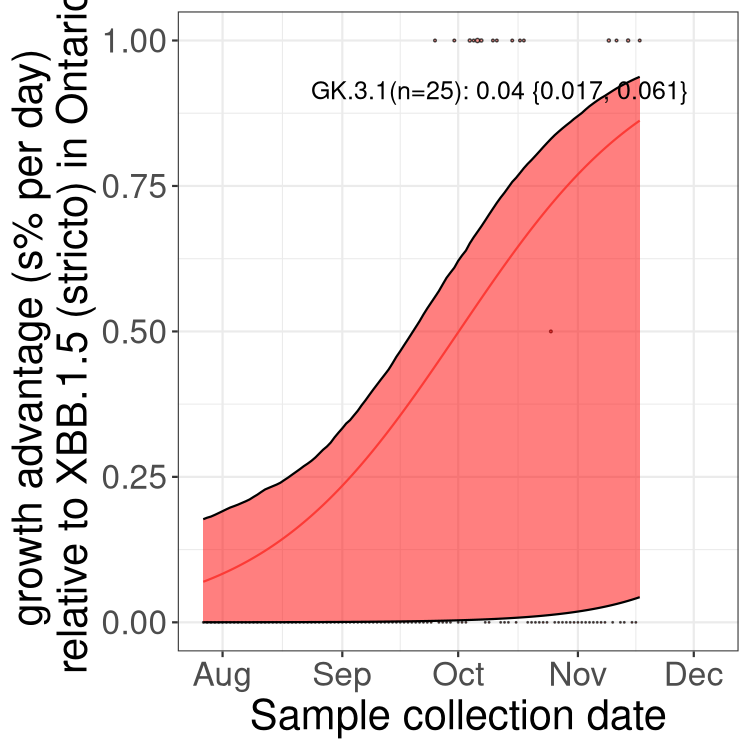 growth advantage (s% per day)
relative to XBB.1.5 (stricto) in Ontario
1.00
0.75
0.50
0.25
0.00
GK.3.1(n=25): 0.04 {0.017, 0.061}
Aug Sep Oct Nov Dec
Sample collection date